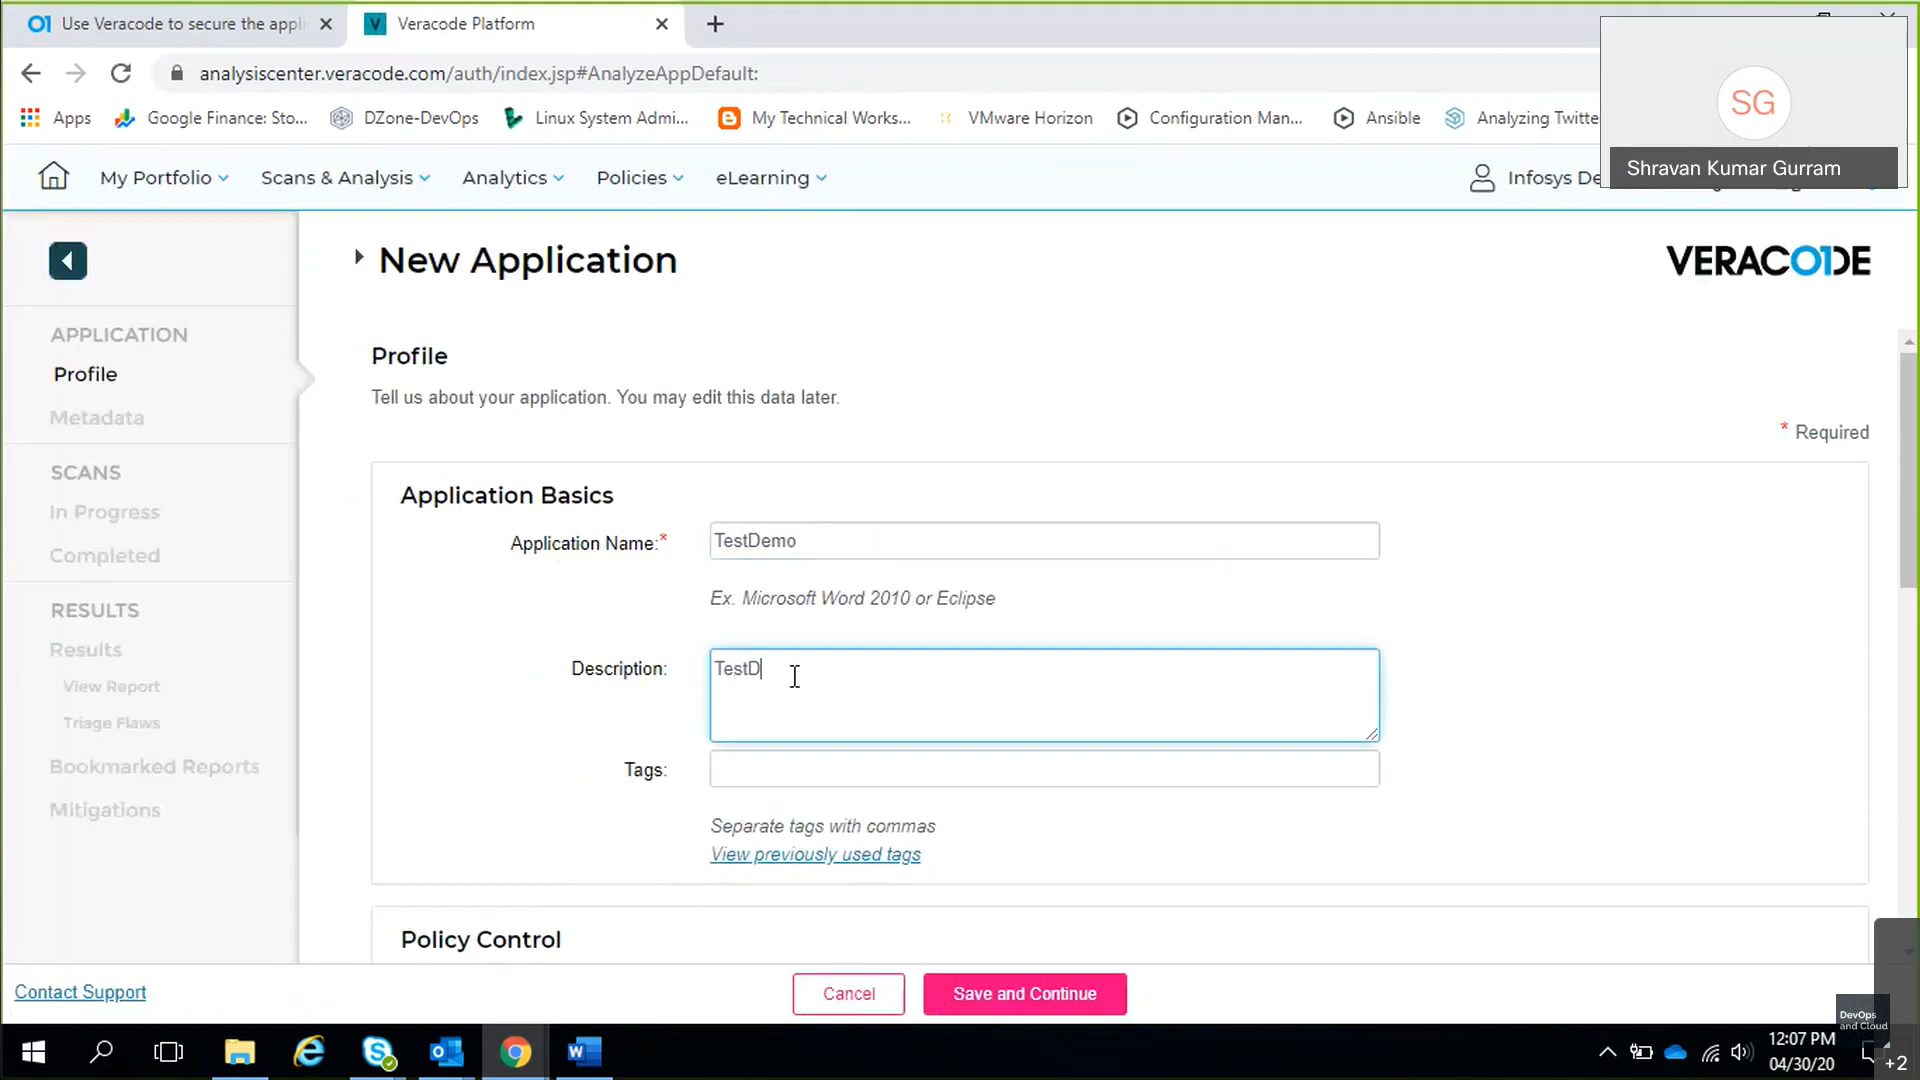 Use Veracode to secure the appli
Veracode Platform
analysiscenter.veracode.com/auth/index.jsp#AnalyzeAppDefault:
Apps
Google Finance: Sto...
DZone-DevOps
Linux System Admi...
My Technical Works...
VMware Horizon
Configuration Man...
Ansible
Analyzing Twitte
SG
Shravan Kumar Gurram
My Portfolio
Scans & Analysis
Analytics
Policies
eLearning
Infosys De
New Application
VERACODE
APPLICATION
Profile
Metadata
SCANS
In Progress
Completed
RESULTS
Results
View Report
Triage Flaws
Bookmarked Reports
Mitigations
Profile
Tell us about your application. You may edit this data later.
* Required
Application Basics
Application Name:*
TestDemo
Ex. Microsoft Word 2010 or Eclipse
Description:
TestD
Tags:
Separate tags with commas
View previously used tags
Policy Control
Contact Support
Cancel
Save and Continue
DevOps
and Cloud
12:07 PM
04/30/20
+2